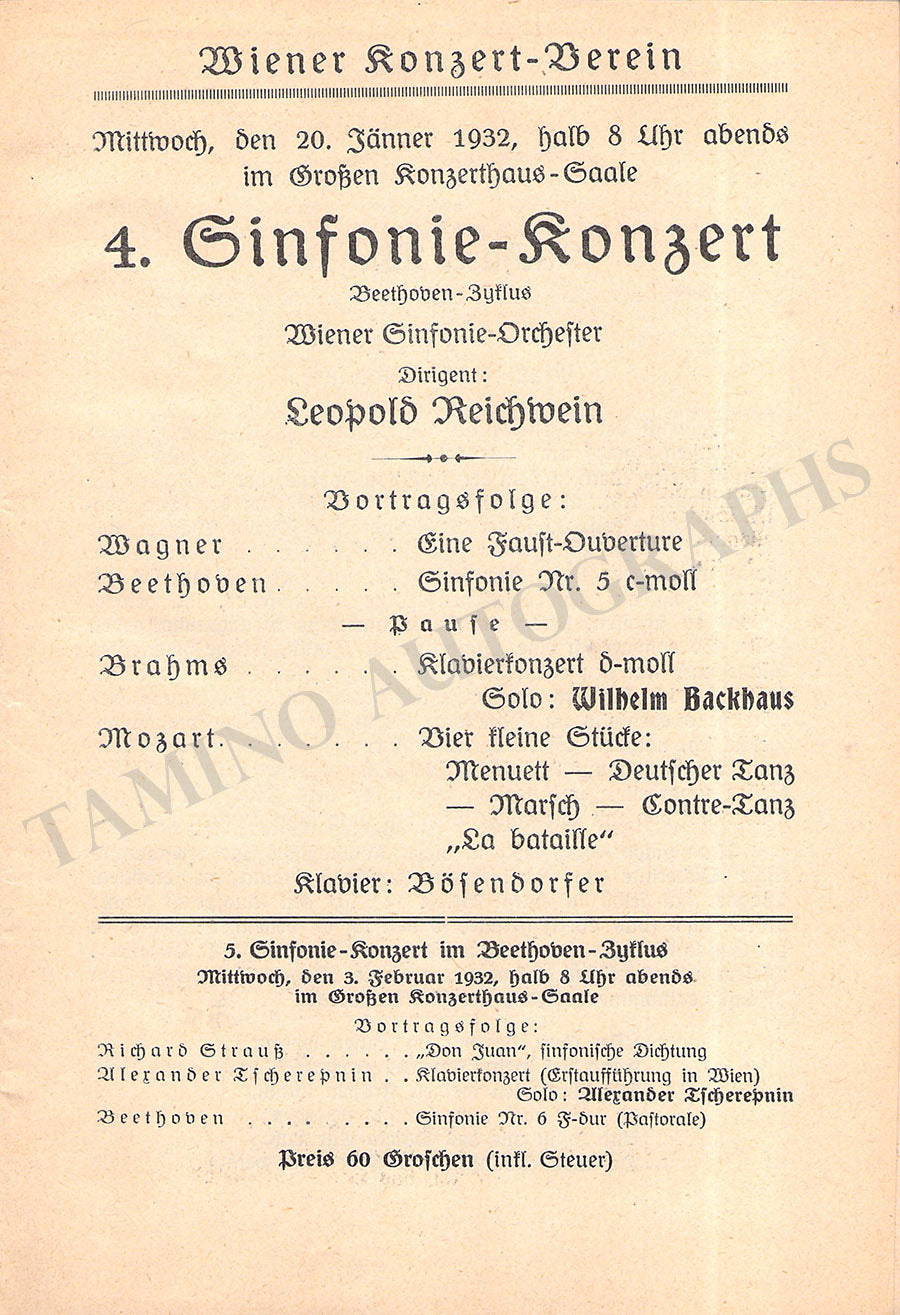 Wiener Konzert-Verein
Mittwoch, den 20. Jänner 1932, halb 8 Uhr abends
im Großen Konzerthaus-Saale
4. Sinfonie-Konzert
Beethoven-Zyklus
Wiener Sinfonie-Orchester
Dirigent:
Leopold Reichwein
Vortragsfolge:
Wagner . . . . . . Eine Faust-Ouverture
Beethoven . . . . . Sinfonie Nr. 5 c-moll
— Pause —
Brahms . . . . . . Klavierkonzert d-moll
Solo: Wilhelm Backhaus
Mozart . . . . . . . Vier kleine Stücke:
Menuett — Deutscher Tanz
— Marsch — Contre-Tanz
„La bataille“
Klavier: Bösendorfer
5. Sinfonie-Konzert im Beethoven-Zyklus
Mittwoch, den 3. Februar 1932, halb 8 Uhr abends
im Großen Konzerthaus-Saale
Vortragsfolge:
Richard Strauß . . . . . . „Don Juan“, sinfonische Dichtung
Alexander Tscherepnin . . Klavierkonzert (Erstaufführung in Wien)
Solo: Alexander Tscherepnin
Beethoven . . . . . . . . . Sinfonie Nr. 6 F-dur (Pastorale)
Preis 60 Groschen (inkl. Steuer)
TAMINO AUTOGRAPHS